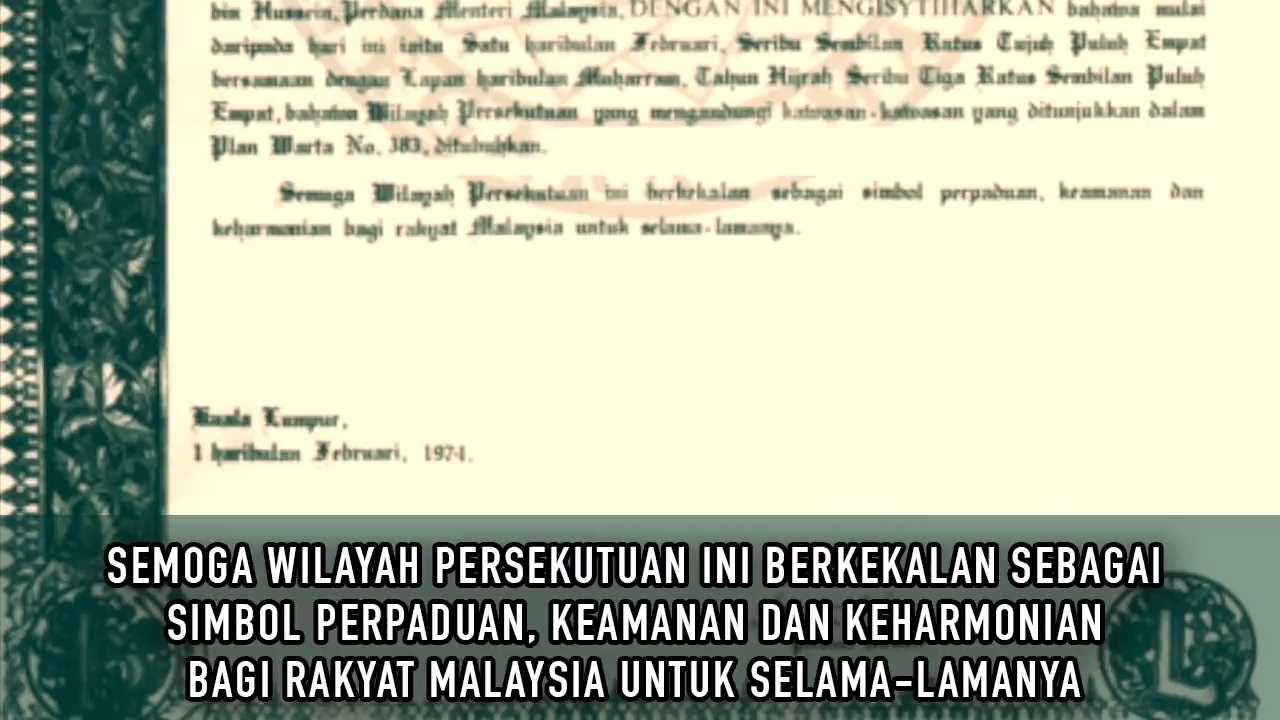 bin Hussein, Perdana Menteri Malaysia, DENGAN INI MENGISYTIHARKAN bahawa mulai
daripada hari ini iaitu Satu haribulan Februari, Seribu Sembilan Ratus Tujuh Puluh Empat
bersamaan dengan Lapan haribulan Muharram, Tahun Hijrah Seribu Tiga Ratus Sembilan Puluh
Empat, bahawa Wilayah Persekutuan yang mengandungi kawasan-kawasan yang ditunjukkan dalam
Plan Warta No. 383, ditubuhkan.
Semoga Wilayah Persekutuan ini berkekalan sebagai simbol perpaduan, keamanan dan
keharmonian bagi rakyat Malaysia untuk selama-lamanya.
Kuala Lumpur,
1 haribulan Februari, 1974.
SEMOGA WILAYAH PERSEKUTUAN INI BERKEKALAN SEBAGAI
SIMBOL PERPADUAN, KEAMANAN DAN KEHARMONIAN
BAGI RAKYAT MALAYSIA UNTUK SELAMA-LAMANYA
L
L